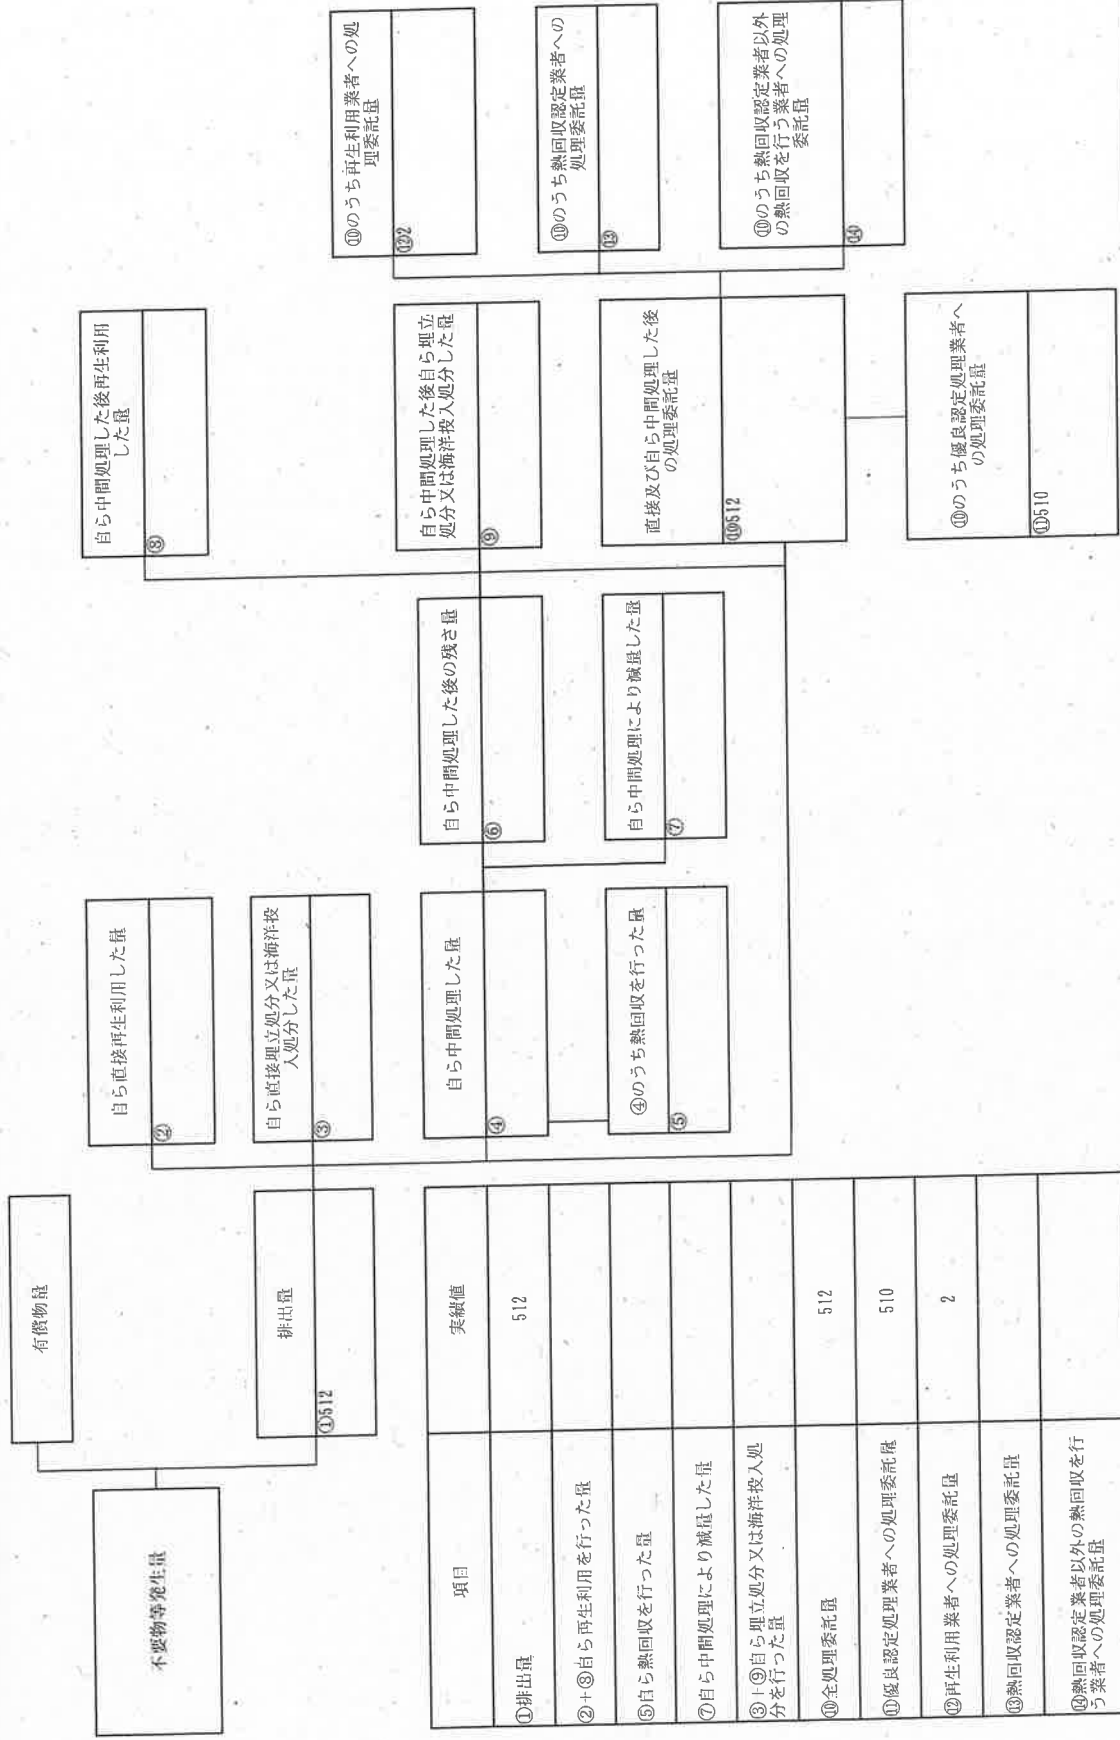 不要物等発生量
有償物量
排出量
①512
自ら直接再生利用した量
②
自ら直接埋立処分又は海洋投
入処分した量
③
自ら中間処理した量
④
④のうち熱回収を行った量
⑤
自ら中間処理した後の残さ量
⑥
自ら中間処理により減量した量
⑦
自ら中間処理した後再生利用
した量
⑧
自ら中間処理した後自ら埋立
処分又は海洋投入処分した量
⑨
直接及び自ら中間処理した後
の処理委託量
⑩512
⑩のうち優良認定処理業者へ
の処理委託量
⑪510
⑩のうち再生利用業者への処
理委託量
⑫2
⑩のうち熱回収認定業者への
処理委託量
⑬
⑩のうち熱回収認定業者以外
の熱回収を行う業者への処理
委託量
⑭
項目 実績値
①排出量 512
②+⑧自ら再生利用を行った量
⑤自ら熱回収を行った量
⑦自ら中間処理により減量した量
③+⑨自ら埋立処分又は海洋投入処
分を行った量
⑩全処理委託量 512
⑪優良認定処理業者への処理委託量 510
⑫再生利用業者への処理委託量 2
⑬熱回収認定業者への処理委託量
⑭熱回収認定業者以外の熱回収を行
う業者への処理委託量